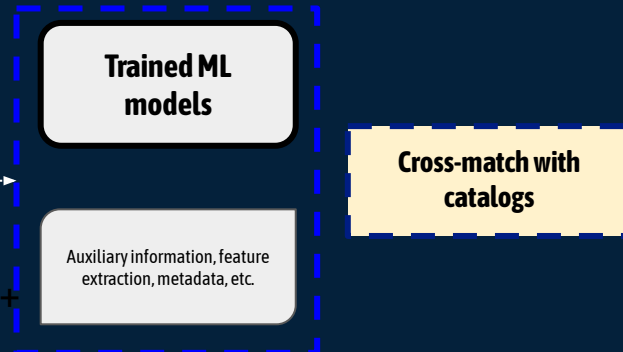 Trained ML
models
Cross-match with
catalogs
Auxiliary information, feature
extraction, metadata, etc.
+